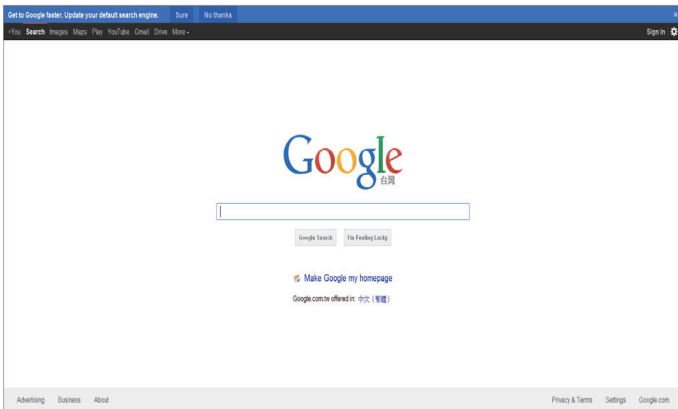 Get to Google faster. Update your default search engine. Sure No thanks ×
+You Search Images Maps Play YouTube Gmail Drive More Sign in
Google
台灣
Google Search I'm Feeling Lucky
Make Google my homepage
Google.com.tw offered in: 中文 (繁體)
Advertising Business About Privacy & Terms Settings Google.com